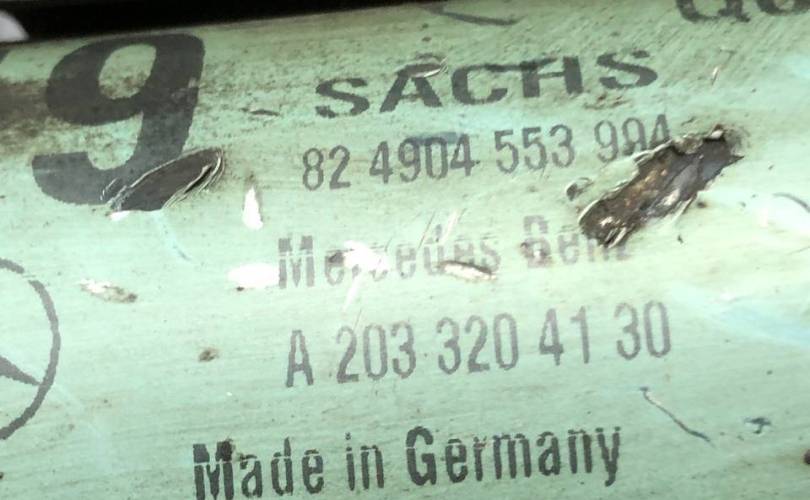 9
SACHS
82 4904 553 994
Mercedes Benz
A 203 320 41 30
Made in Germany